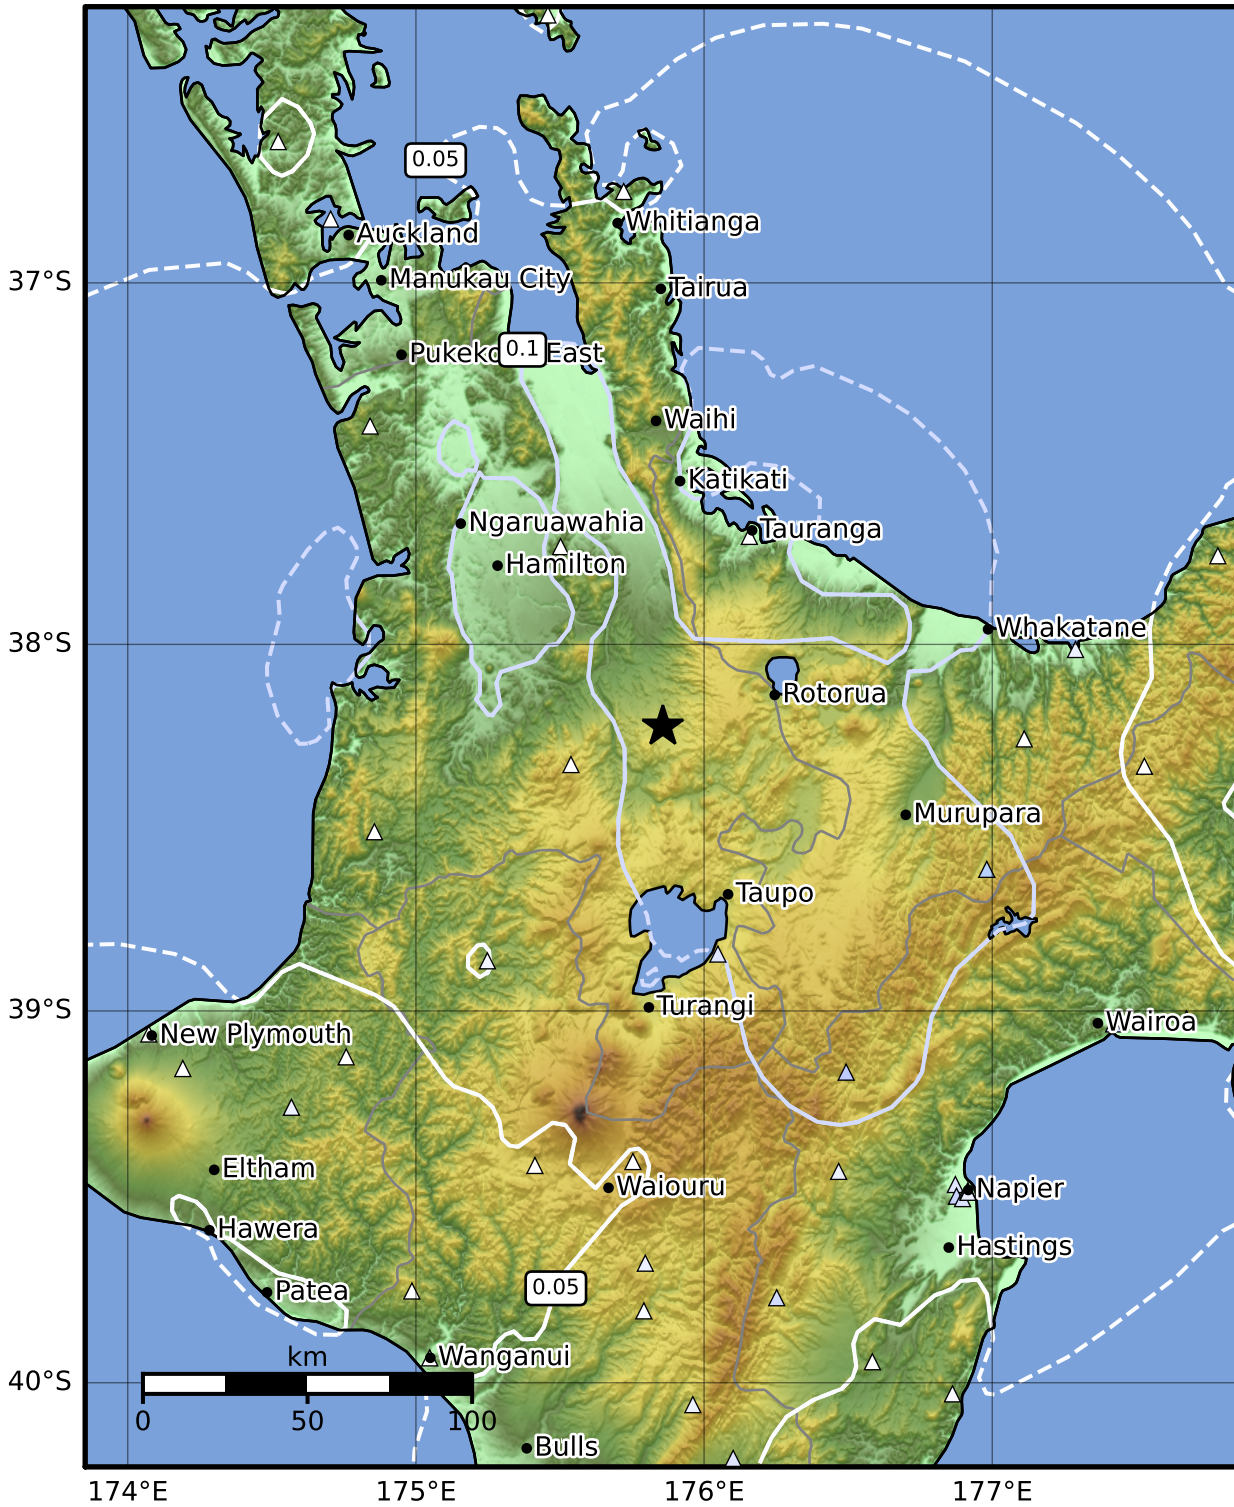 0.05
Whitianga
Auckland
Manukau City
37°S
Tairua
Pukeko
0.1
East
Waihi
Katikati
Ngaruawahia
Tauranga
Hamilton
Whakatane
38°S
Rotorua
Murupara
Taupo
39°S
Turangi
Wairoa
New Plymouth
Eltham
Waiouru
Napier
Hawera
Hastings
0.05
Patea
km
Wanganui
40°S
0
50
100
Bulls
174°E
175°E
176°E
177°E